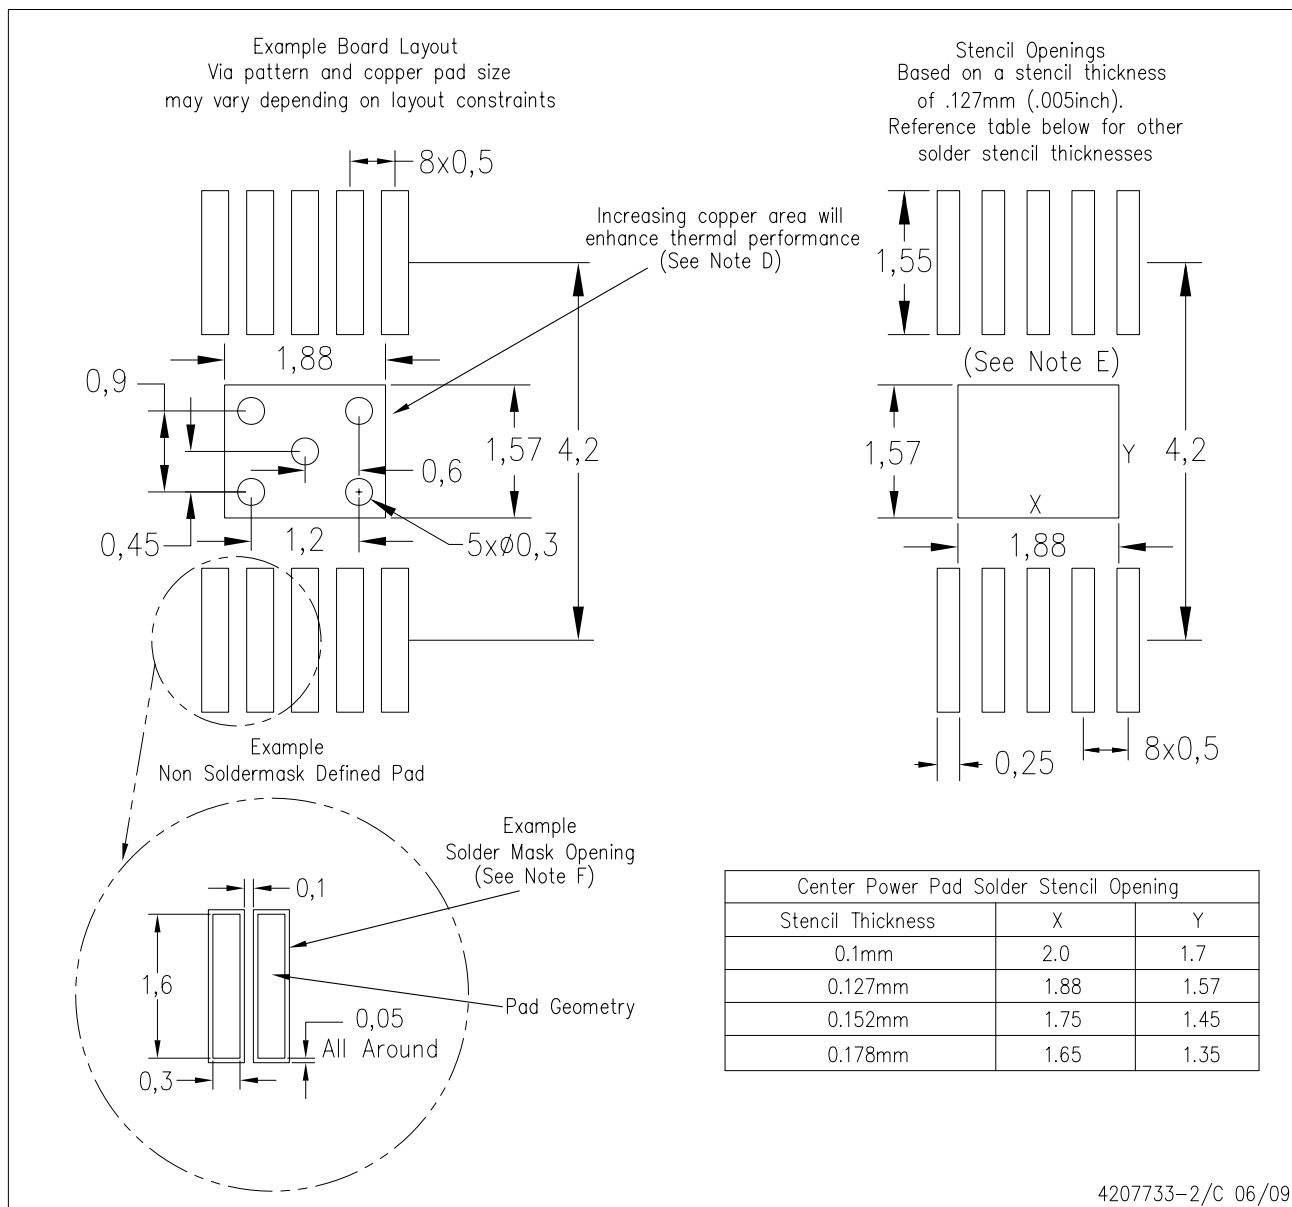 Example Board Layout
Via pattern and copper pad size
may vary depending on layout constraints
8x0,5
Increasing copper area will
enhance thermal performance
(See Note D)
1,88
0,9
1,57
4,2
0,6
0,45
1,2
5xø0,3
Example
Non Soldermask Defined Pad
Example
Solder Mask Opening
(See Note F)
0,1
1,6
Pad Geometry
0,05
All Around
0,3
Stencil Openings
Based on a stencil thickness
of .127mm (.005inch).
Reference table below for other
solder stencil thicknesses
1,55
(See Note E)
1,57
Y
4,2
X
1,88
0,25
8x0,5
Center Power Pad Solder Stencil Opening
Stencil Thickness X Y
0.1mm 2.0 1.7
0.127mm 1.88 1.57
0.152mm 1.75 1.45
0.178mm 1.65 1.35
4207733-2/C 06/09